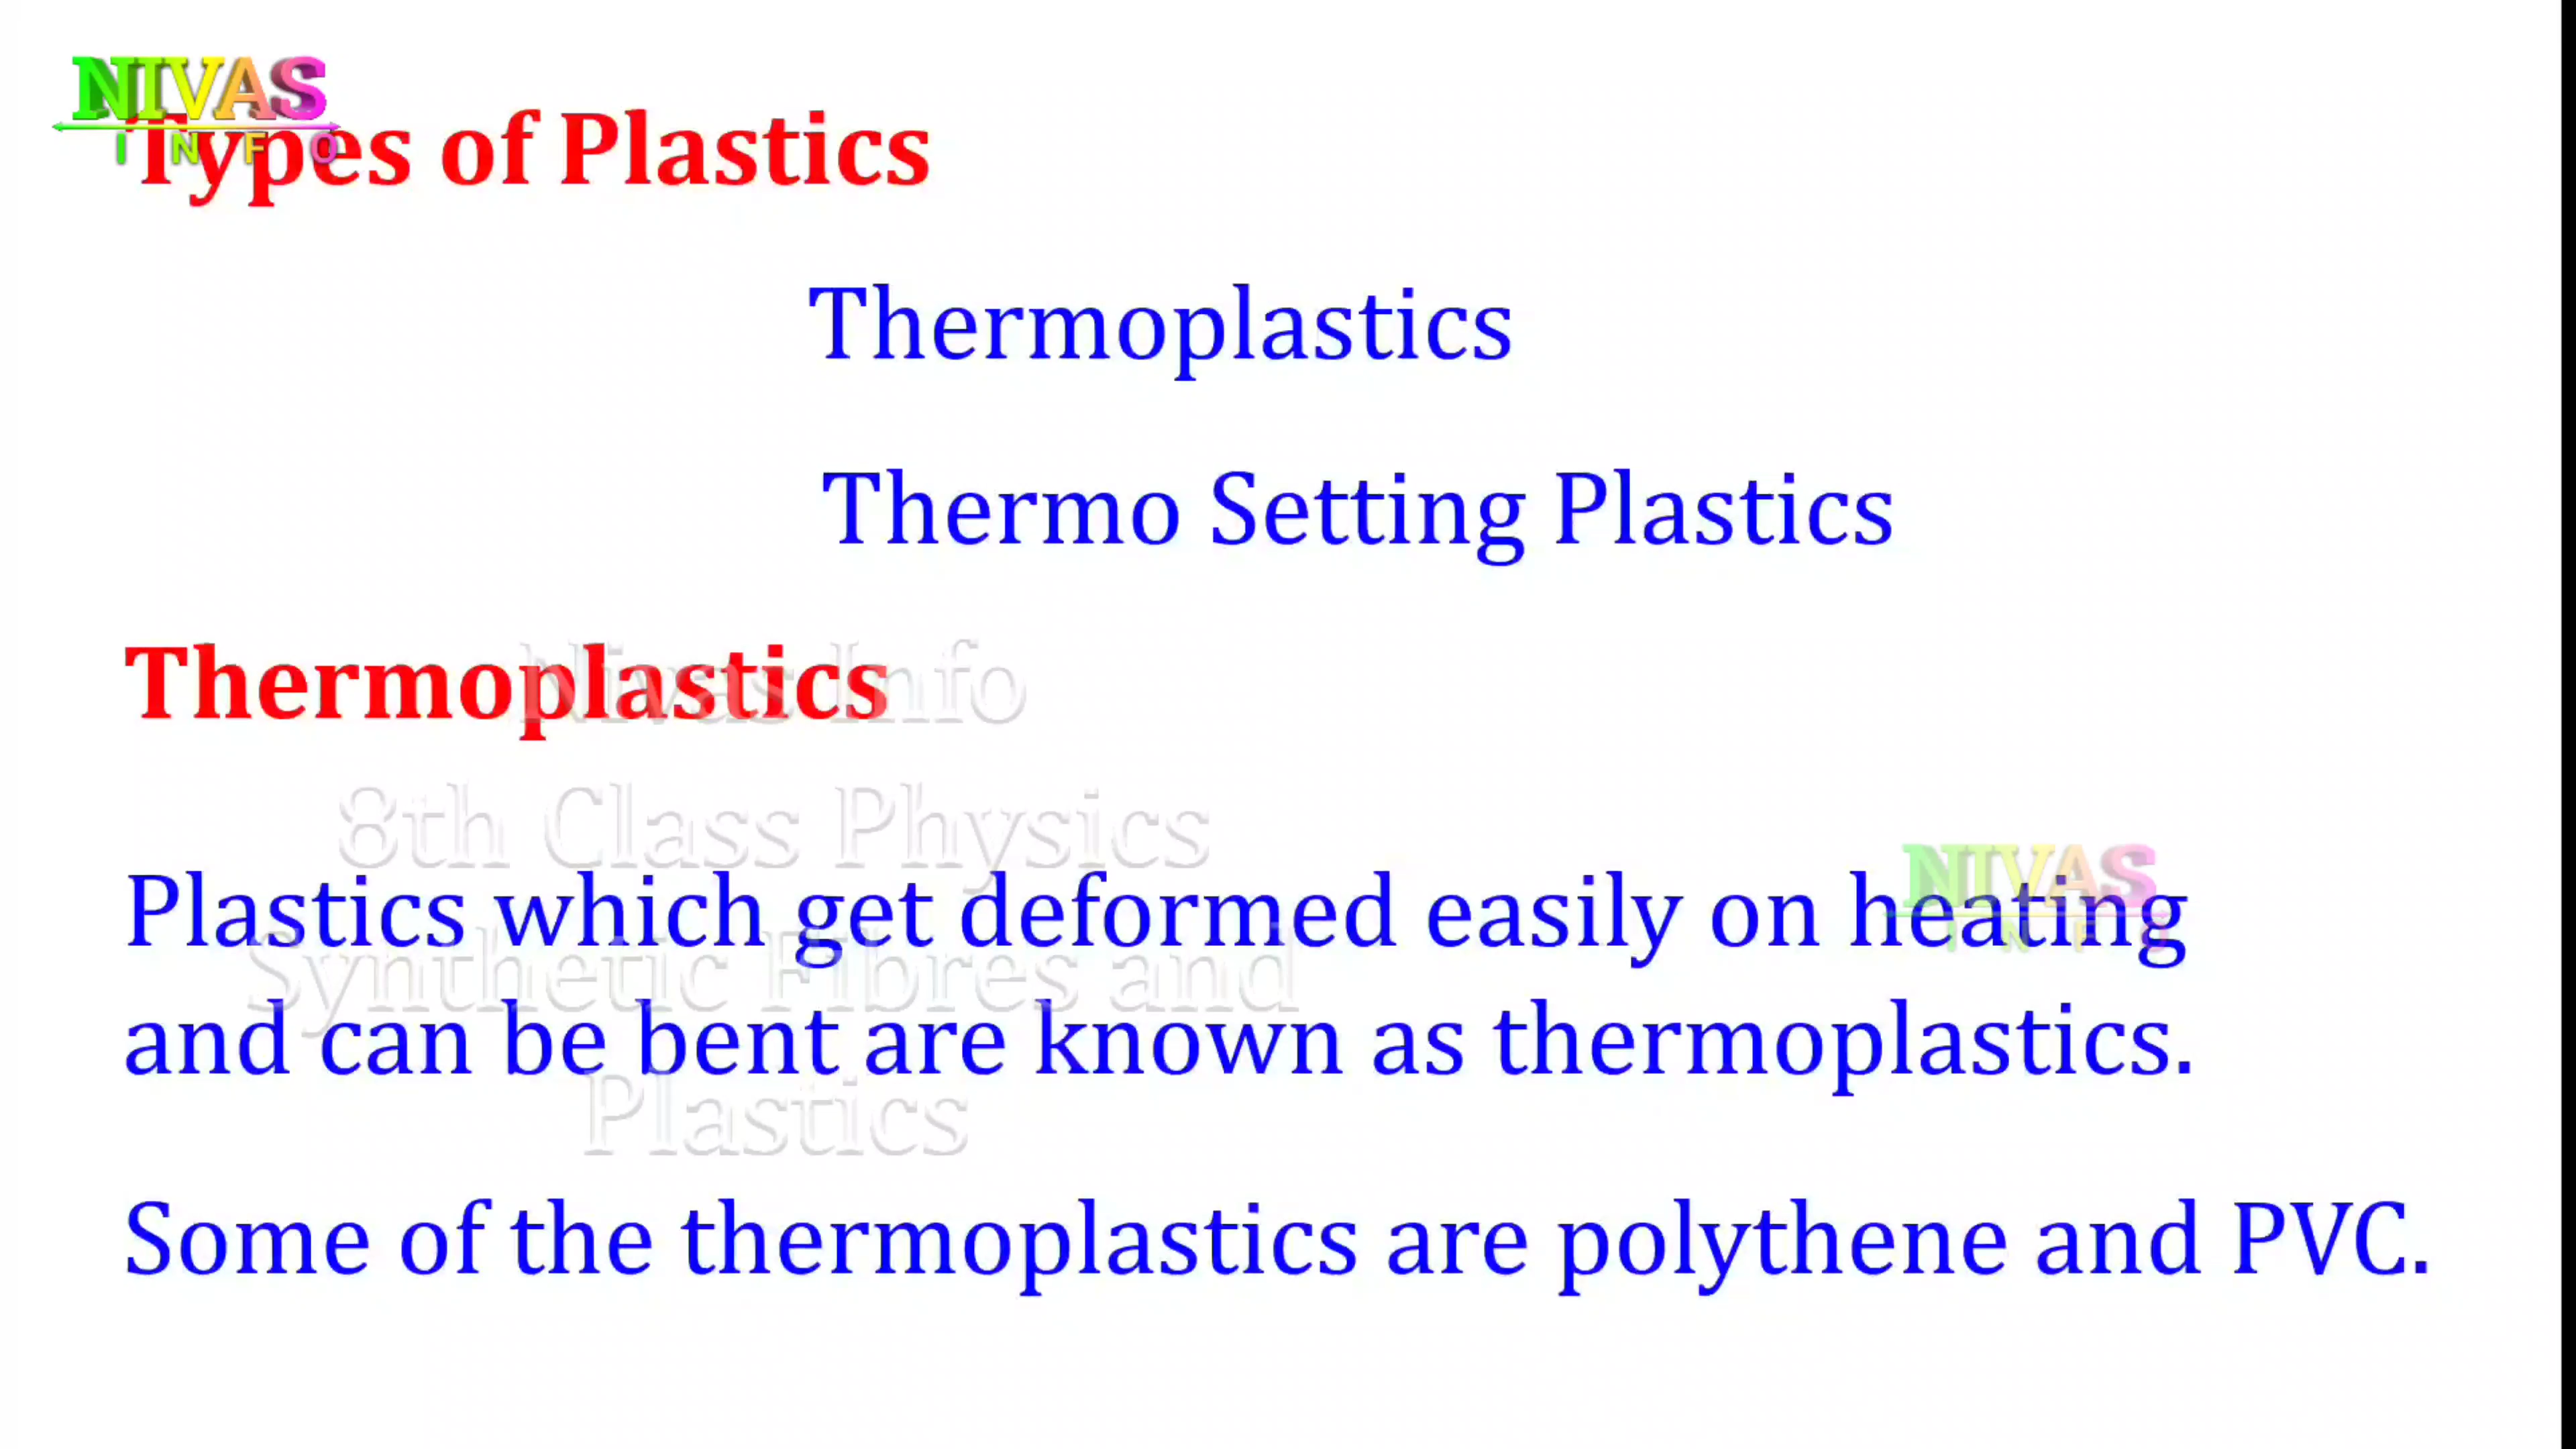 NIVAS
INFO
Types of Plastics
Thermoplastics
Thermo Setting Plastics
Thermoplastics
Nivas Info
8th Class Physics
Plastics which get deformed easily on heating
NIVAS
INFO
Synthetic Fibres and
and can be bent are known as thermoplastics.
Plastics
Some of the thermoplastics are polythene and PVC.